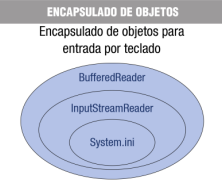 ENCAPSULADO DE OBJETOS
Encapsulado de objetos para
entrada por teclado
BufferedReader
InputStreamReader
System.ini